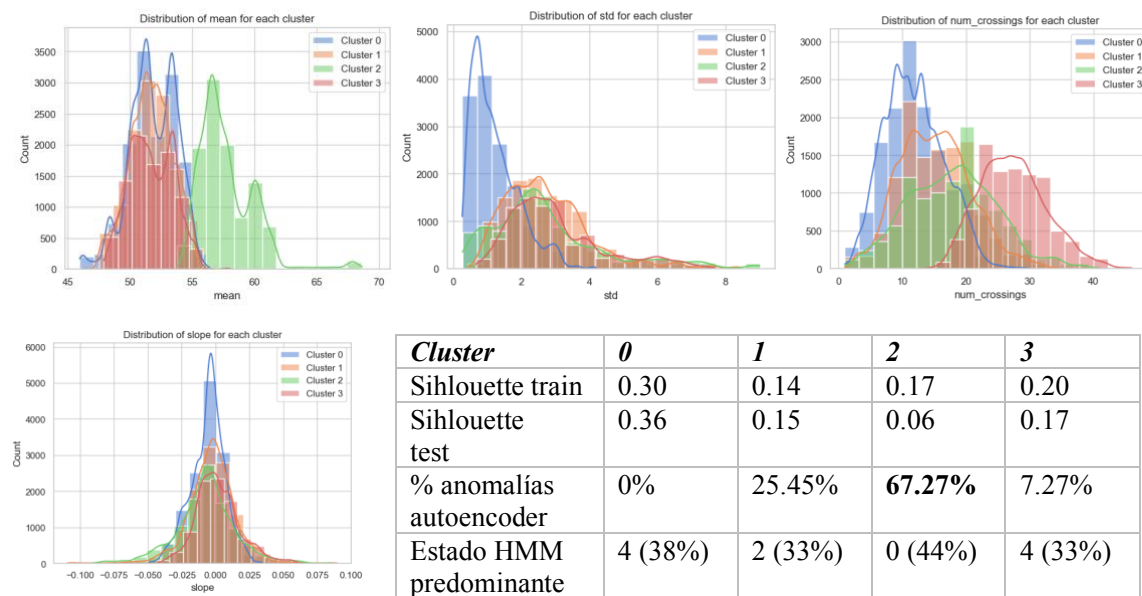 Distribution of mean for each cluster
Cluster 0
Cluster 1
Cluster 2
Cluster 3
3500
3000
2500
2000
1500
1000
500
0
Count
45 50 55 60 65 70
mean
Distribution of std for each cluster
Cluster 0
Cluster 1
Cluster 2
Cluster 3
5000
4000
3000
2000
1000
0
Count
0 2 4 6 8
std
Distribution of num_crossings for each cluster
Cluster 0
Cluster 1
Cluster 2
Cluster 3
3000
2500
2000
1500
1000
500
0
Count
10 20 30 40
num_crossings
Distribution of slope for each cluster
Cluster 0
Cluster 1
Cluster 2
Cluster 3
6000
5000
4000
3000
2000
1000
0
Count
−0.100 −0.075 −0.050 −0.025 0.000 0.025 0.050 0.075 0.100
slope
Cluster 0 1 2 3
Sihlouette train 0.30 0.14 0.17 0.20
Sihlouette 0.36 0.15 0.06 0.17
test
% anomalías 0% 25.45% 67.27% 7.27%
autoencoder
Estado HMM 4 (38%) 2 (33%) 0 (44%) 4 (33%)
predominante